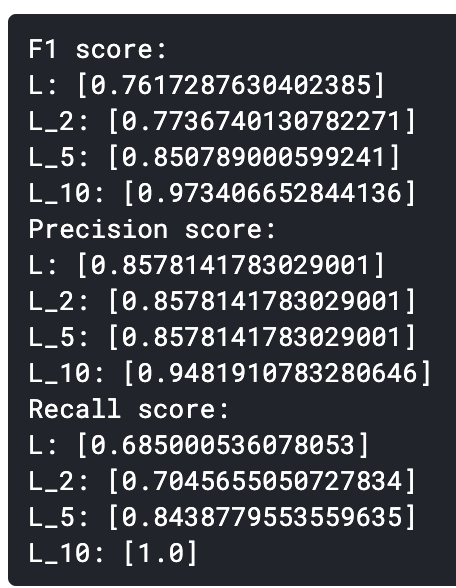 F1 score:
L: [0.7617287630402385]
L_2: [0.7736740130782271]
L_5: [0.850789000599241]
L_10: [0.973406652844136]
Precision score:
L: [0.8578141783029001]
L_2: [0.8578141783029001]
L_5: [0.8578141783029001]
L_10: [0.9481910783280646]
Recall score:
L: [0.685000536078053]
L_2: [0.7045655050727834]
L_5: [0.8438779553559635]
L_10: [1.0]